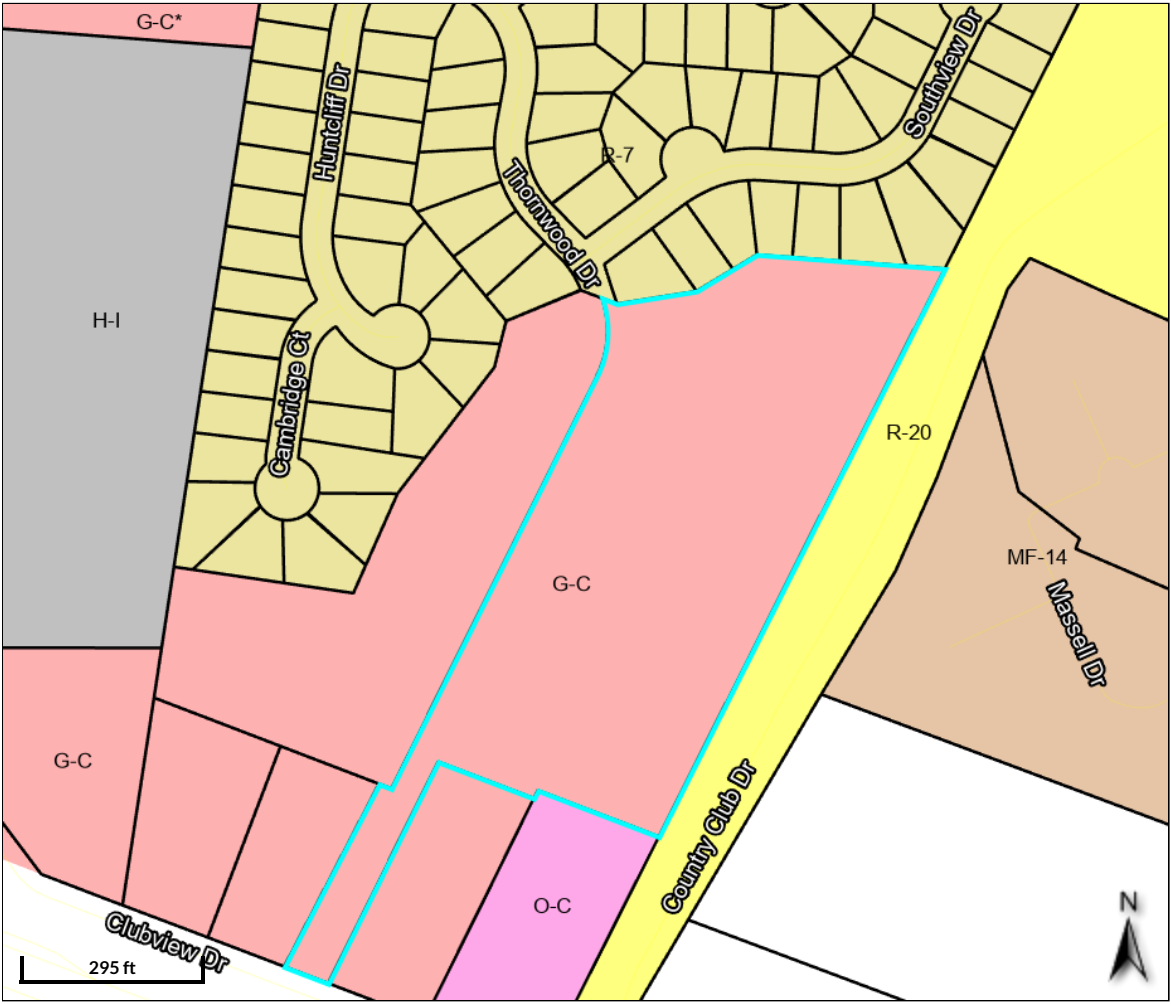 G-C*
Huntcliff Dr
Southview Dr
R-7
Thornwood Dr
H-I
Cambridge Ct
R-20
MF-14
G-C
Massell Dr
G-C
Country Club Dr
O-C
N
Clubview Dr
295 ft